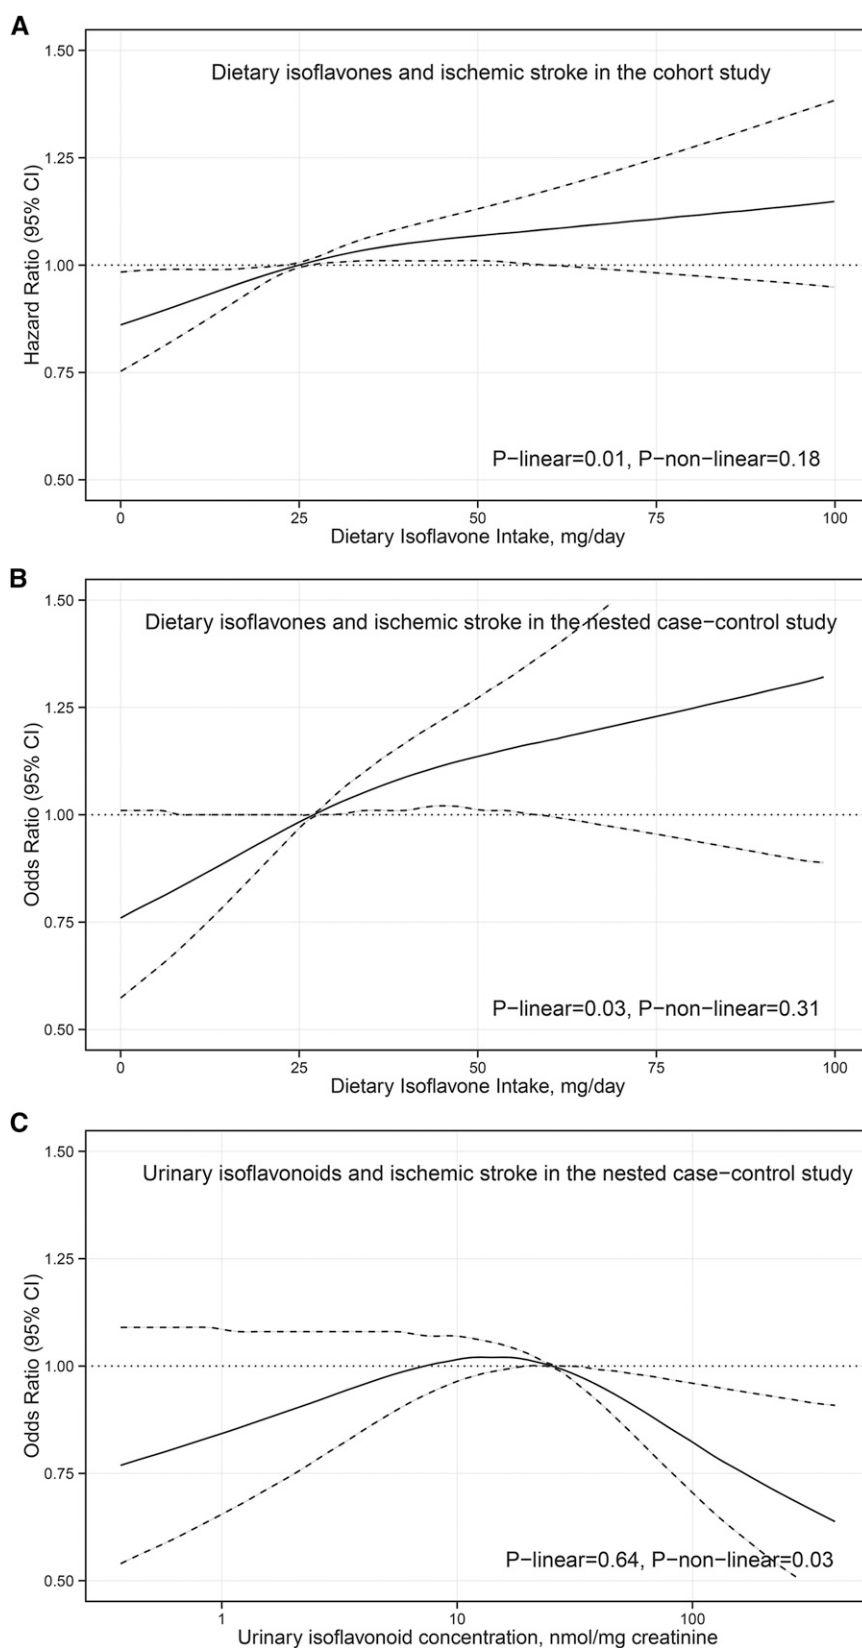 A
1.50
Dietary isoflavones and ischemic stroke in the cohort study
1.25
Hazard Ratio (95% CI)
1.00
0.75
P−linear=0.01, P−non−linear=0.18
0.50
0 25 50 75 100
Dietary Isoflavone Intake, mg/day
B
1.50
Dietary isoflavones and ischemic stroke in the nested case−control study
1.25
Odds Ratio (95% CI)
1.00
0.75
P−linear=0.03, P−non−linear=0.31
0.50
0 25 50 75 100
Dietary Isoflavone Intake, mg/day
C
1.50
Urinary isoflavonoids and ischemic stroke in the nested case−control study
1.25
Odds Ratio (95% CI)
1.00
0.75
P−linear=0.64, P−non−linear=0.03
0.50
1 10 100
Urinary isoflavonoid concentration, nmol/mg creatinine